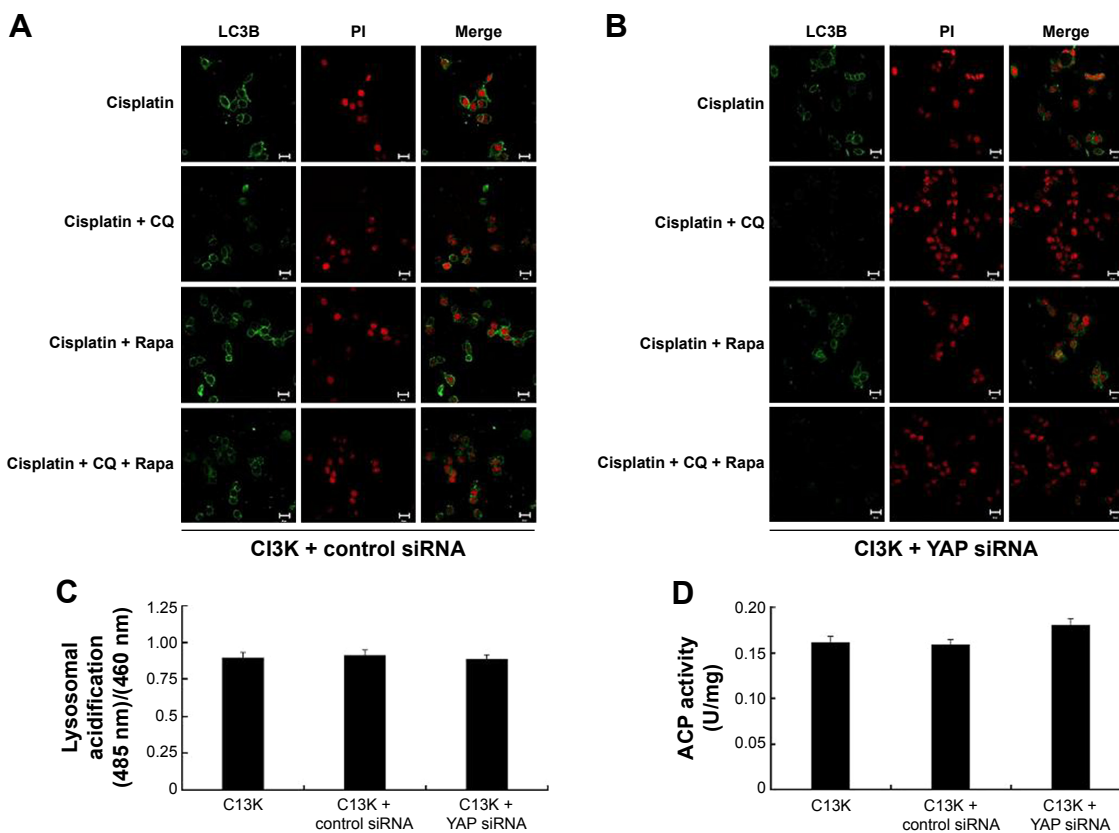 A
LC3B PI Merge
Cisplatin
Cisplatin + CQ
Cisplatin + Rapa
Cisplatin + CQ + Rapa
CI3K + control siRNA
B
LC3B PI Merge
Cisplatin
Cisplatin + CQ
Cisplatin + Rapa
Cisplatin + CQ + Rapa
CI3K + YAP siRNA
C
Lysosomal
acidification
(485 nm)/(460 nm)
1.25
1.00
0.75
0.5
0.25
0
C13K
C13K +
control siRNA
C13K +
YAP siRNA
D
ACP activity
(U/mg)
0.20
0.15
0.10
0.05
0
C13K
C13K +
control siRNA
C13K +
YAP siRNA